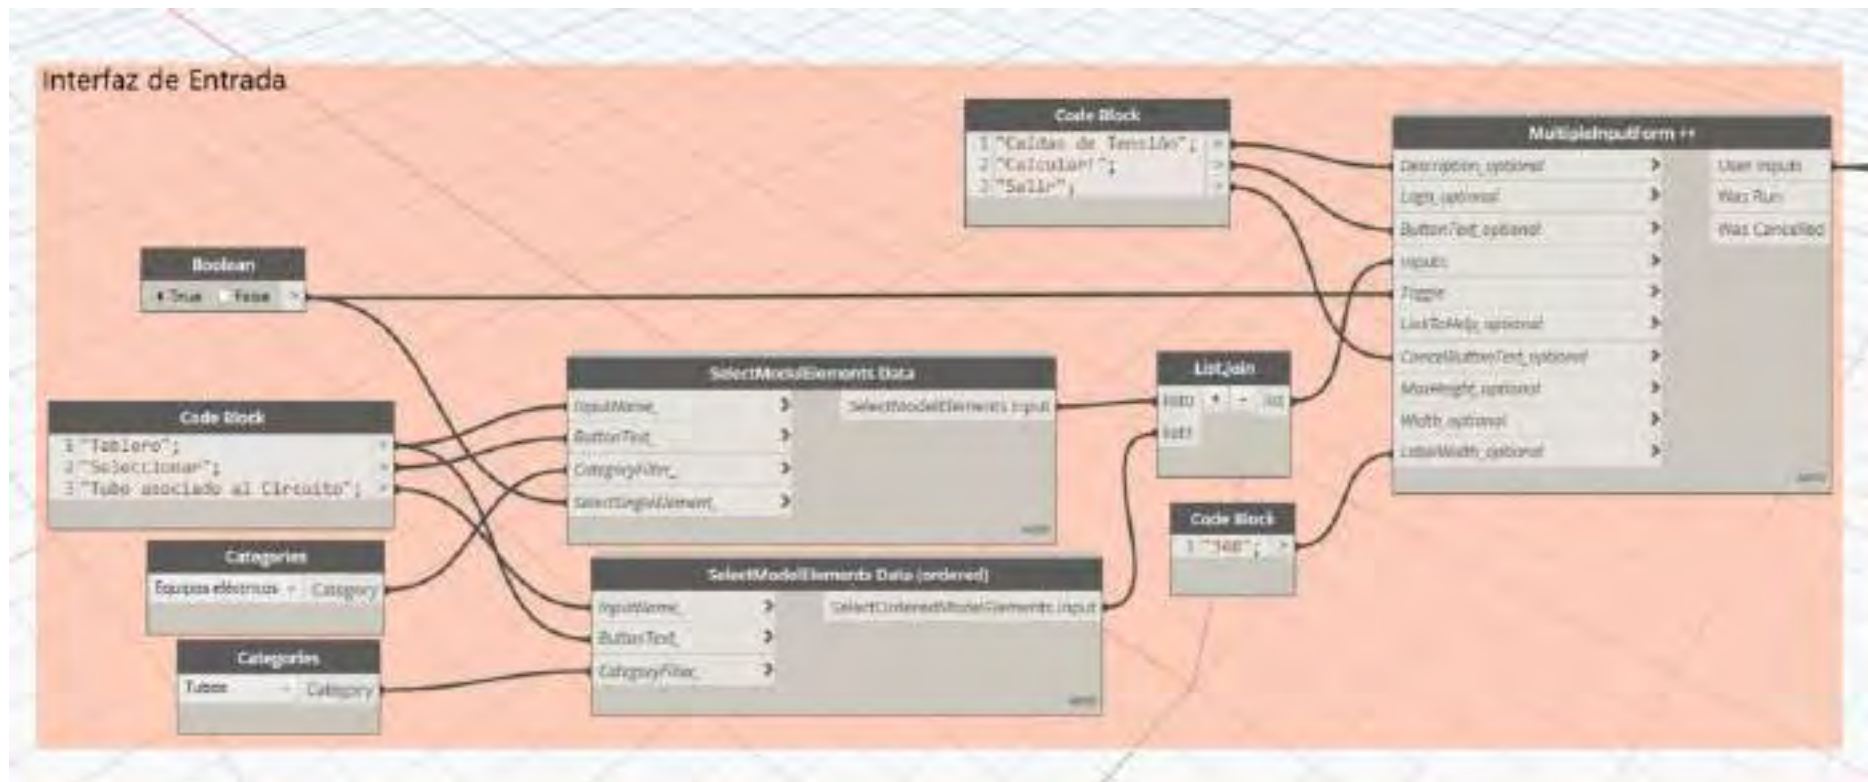 Interfaz de Entrada
Code Block
1 "Caidas de Tensión";
2 "Calcular!";
3 "Salir";
MultipleInputForm ++
Description_optional
Logo_optional
ButtonText_optional
Inputs
Toggle
LinkToHelp_optional
CancelButtonText_optional
MaxHeight_optional
Width_optional
LabelWidth_optional
User Inputs
Was Run
Was Cancelled
Boolean
True False >
Code Block
1 "Tablero";
2 "Seleccionar";
3 "Tubo asociado al Circuito";
SelectModelElements Data
InputName_
ButtonText_
CategoryFilter_
SelectSingleElement_
SelectModelElements input
List.Join
list0 + - list
list1
Categories
Equipos eléctricos Category
Code Block
SelectModelElements Data (ordered)
InputName_
ButtonText_
CategoryFilter_
SelectOrderedModelElements input
Categories
Tubos Category